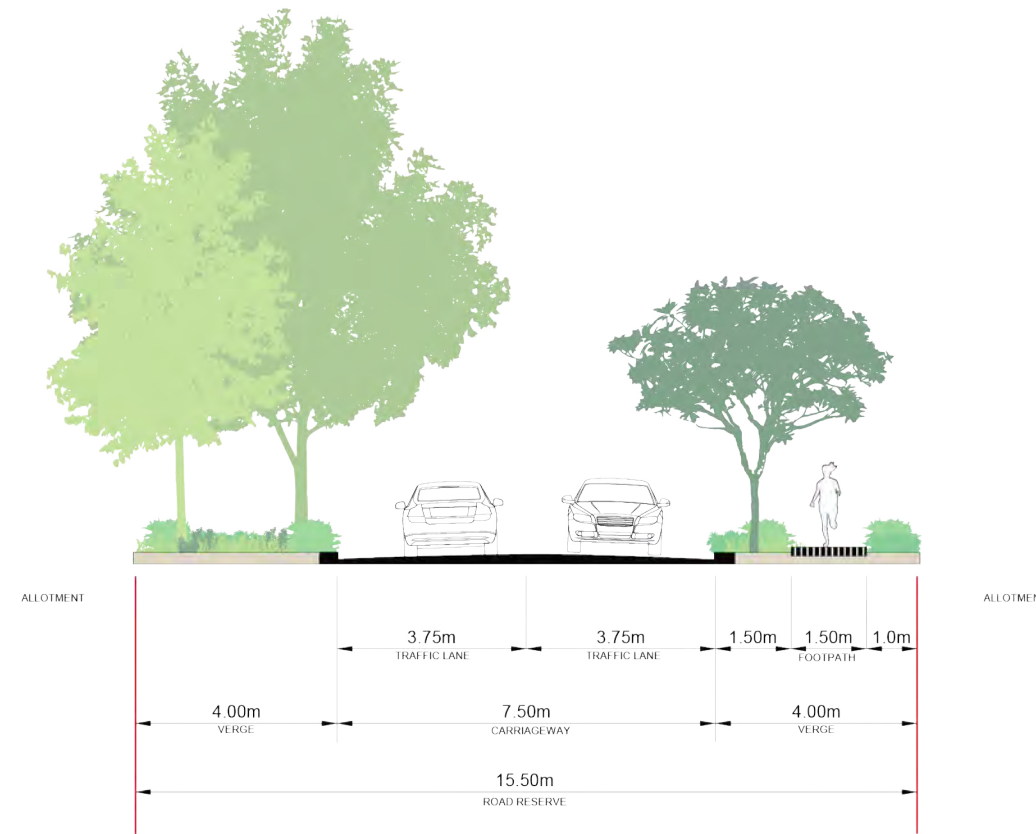 ALLOTMENT
ALLOTMEN
3.75m 3.75m 1.50m 1.50m 1.0m
TRAFFIC LANE TRAFFIC LANE FOOTPATH
4.00m 7.50m 4.00m
VERGE CARRIAGEWAY VERGE
15.50m
ROAD RESERVE